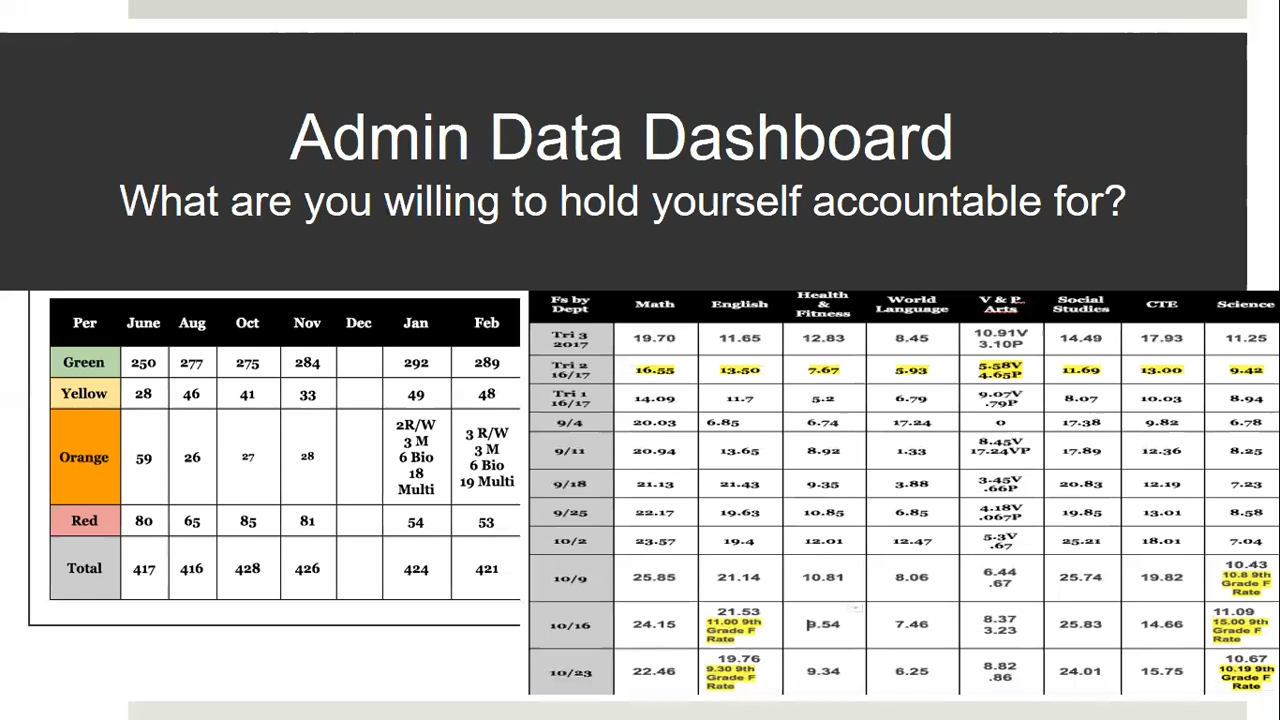 Admin Data Dashboard
What are you willing to hold yourself accountable for?
Per June Aug Oct Nov Dec Jan Feb
Green 250 277 275 284 292 289
Yellow 28 46 41 33 49 48
Orange 59 26 27 28
2R/W
3 M
6 Bio
18
Multi
3 R/W
3 M
6 Bio
19 Multi
Red 80 65 85 81 54 53
Total 417 416 428 426 424 421
Fs by
Dept
Math
English
Health
&
Fitness
World
Language
V & P
Arts
Social
Studies
CTE
Science
Tri 3
2017
19.70 11.65 12.83 8.45
10.91V
3.10P
14.49 17.93 11.25
Tri 2
16/17
16.55 13.50 7.67 5.93
5.58V
4.65P
11.69 13.00 9.42
Tri 1
16/17
14.09 11.7 5.2 6.79
9.07V
.79P
8.07 10.03 8.94
9/4 20.03 6.85 6.74 17.24 0 17.38 9.82 6.78
9/11 20.94 13.65 8.92 1.33
8.45V
17.24VP
17.89 12.36 8.25
9/18 21.13 21.43 9.35 3.88
3.45V
.66P
20.83 12.19 7.23
9/25 22.17 19.63 10.85 6.85
4.18V
.067P
19.85 13.01 8.58
10/2 23.57 19.4 12.01 12.47
5.3V
.67
25.21 18.01 7.04
10/9 25.85 21.14 10.81 8.06
6.44
.67
25.74 19.82
10.43
10.8 9th
Grade F
Rate
10/16 24.15
21.53
11.00 9th
Grade F
Rate
9.54 7.46
8.37
3.23
25.83 14.66
11.09
15.00 9th
Grade F
Rate
10/23 22.46
19.76
9.30 9th
Grade F
Rate
9.34 6.25
8.82
.86
24.01 15.75
10.67
10.19 9th
Grade F
Rate